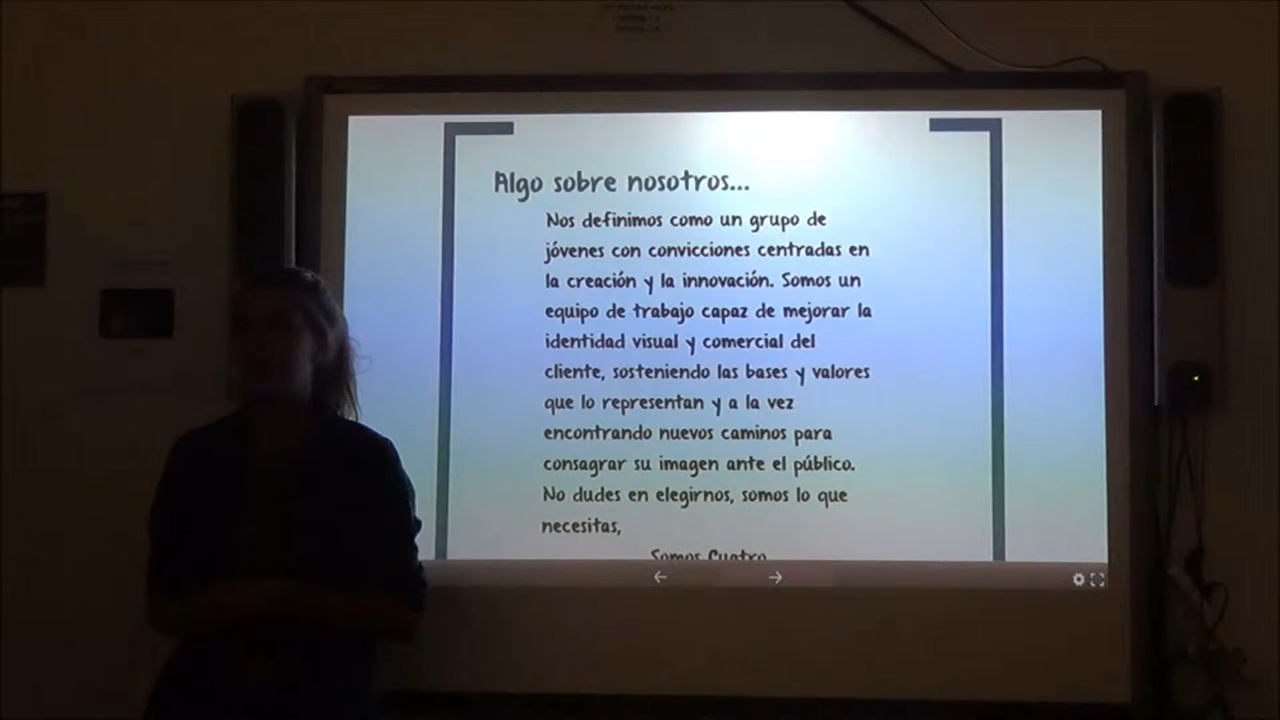 Algo sobre nosotros...
Nos definimos como un grupo de
jóvenes con convicciones centradas en
la creación y la innovación. Somos un
equipo de trabajo capaz de mejorar la
identidad visual y comercial del
cliente, sosteniendo las bases y valores
que lo representan y a la vez
encontrando nuevos caminos para
consagrar su imagen ante el público.
No dudes en elegirnos, somos lo que
necesitas,
Somos Cuatro